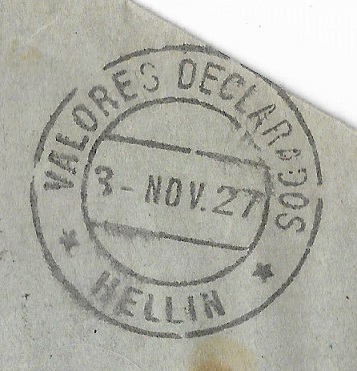 VALORES DECLARADOS
3- NOV. 27
* HELLIN *